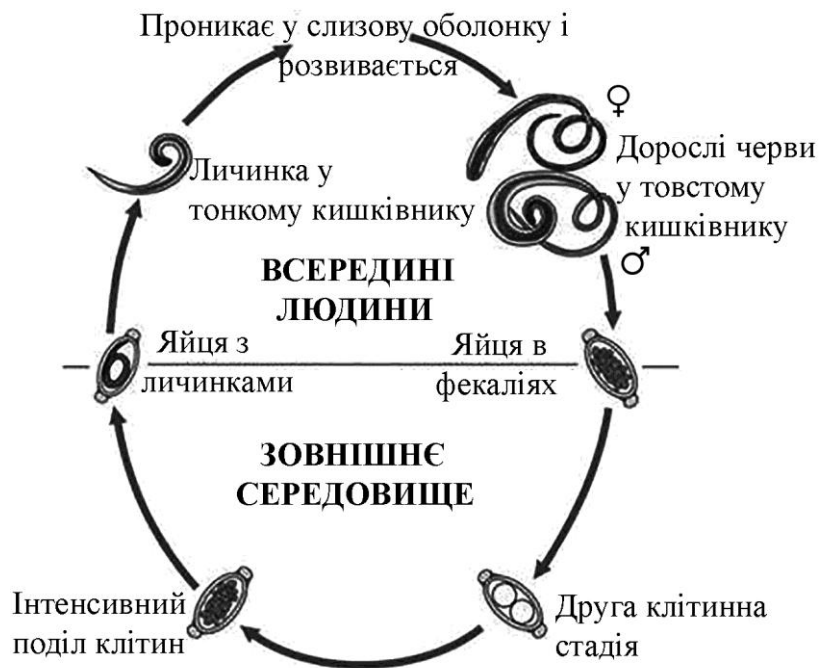 Проникає у слизову оболонку і
розвивається
♀
Дорослі черви
у товстому
кишківнику
♂
Личинка у
тонкому кишківнику
ВСЕРЕДИНІ
ЛЮДИНИ
Яйця з
личинками
Яйця в
фекаліях
ЗОВНІШНЄ
СЕРЕДОВИЩЕ
Інтенсивний
поділ клітин
Друга клітинна
стадія